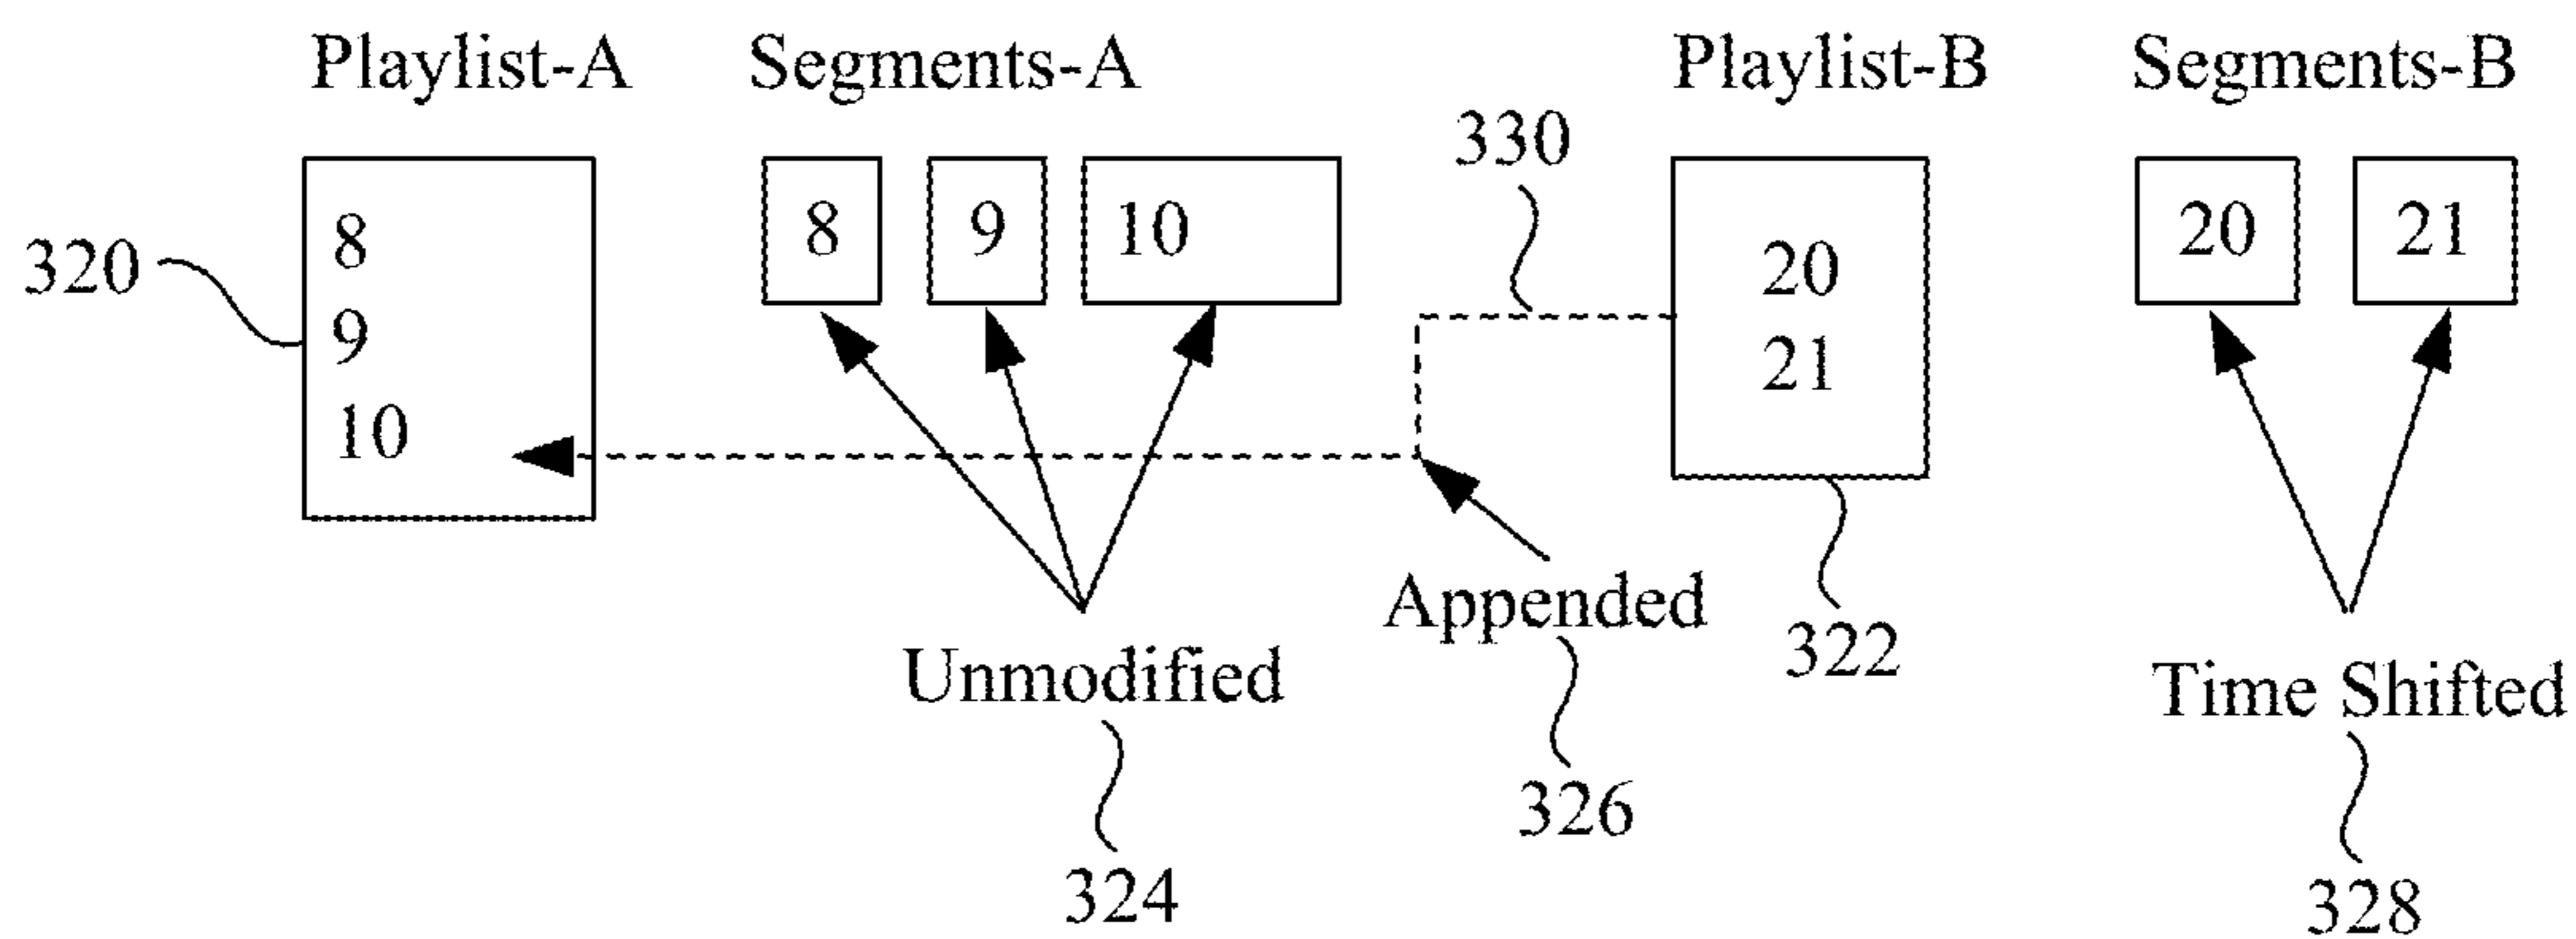 Playlist-A Segments-A Playlist-B Segments-B
330
8 9 10 20 21
320
8
9
10
20
21
Appended
322
Unmodified
Time Shifted
326
324
328